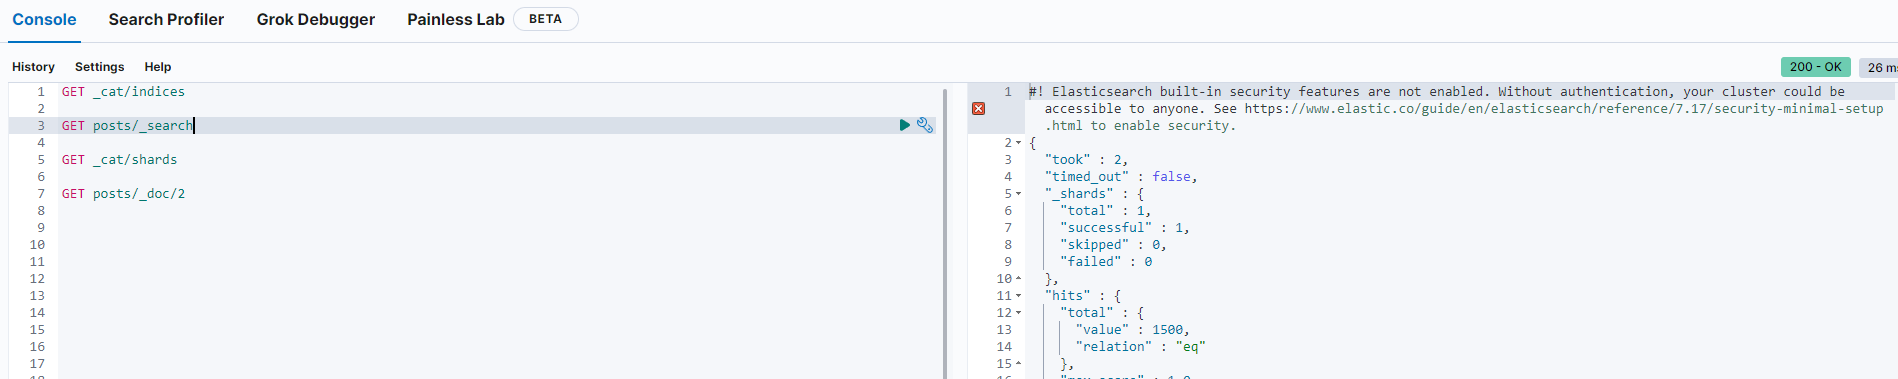 Console Search Profiler Grok Debugger Painless Lab BETA
History Settings Help
200 - OK 26 ms
1 GET _cat/indices
2
3 GET posts/_search
4
5 GET _cat/shards
6
7 GET posts/_doc/2
8
9
10
11
12
13
14
15
16
17
1 #! Elasticsearch built-in security features are not enabled. Without authentication, your cluster could be
accessible to anyone. See https://www.elastic.co/guide/en/elasticsearch/reference/7.17/security-minimal-setup
.html to enable security.
2 {
3 "took" : 2,
4 "timed_out" : false,
5 "_shards" : {
6 "total" : 1,
7 "successful" : 1,
8 "skipped" : 0,
9 "failed" : 0
10 },
11 "hits" : {
12 "total" : {
13 "value" : 1500,
14 "relation" : "eq"
15 },